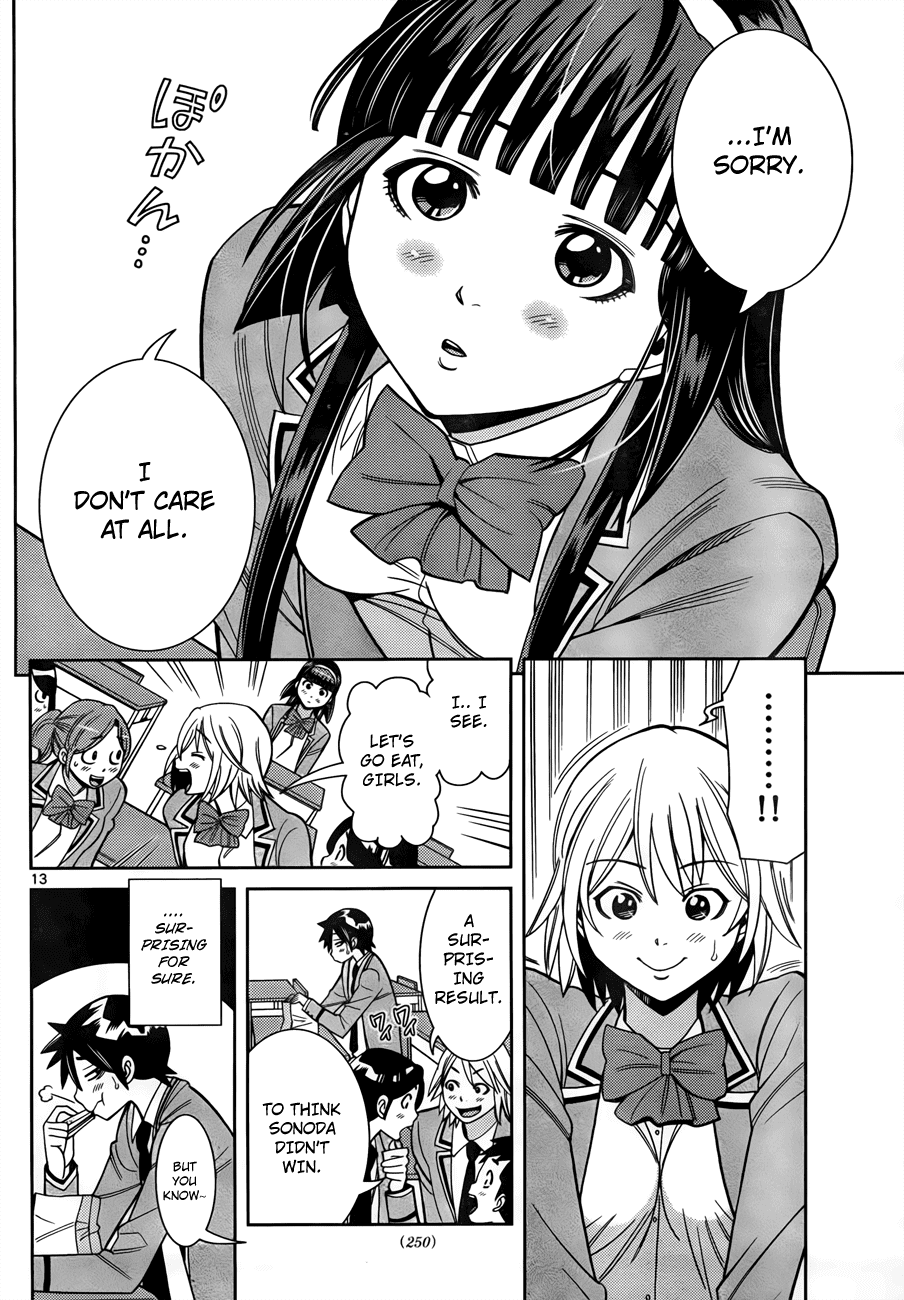 ...I'M
SORRY.
ぽかん…
I
DON'T CARE
AT ALL.
.........!!
I.. I
SEE.
LET'S
GO EAT,
GIRLS.
13
A
SUR-
PRIS-
ING
RESULT.
ワイワイ
TO THINK
SONODA
DIDN'T
WIN.
....
SUR-
PRISING
FOR
SURE.
BUT
YOU
KNOW~
(250)